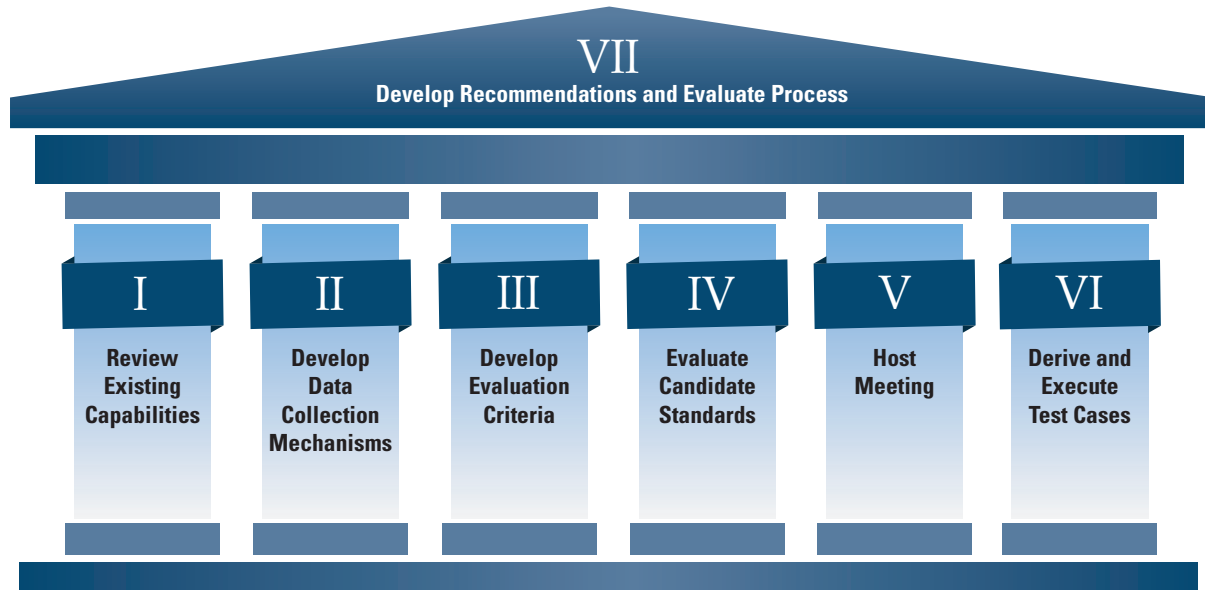 VII
Develop Recommendations and Evaluate Process
I
Review
Existing
Capabilities
II
Develop
Data
Collection
Mechanisms
III
Develop
Evaluation
Criteria
IV
Evaluate
Candidate
Standards
V
Host
Meeting
VI
Derive and
Execute
Test Cases